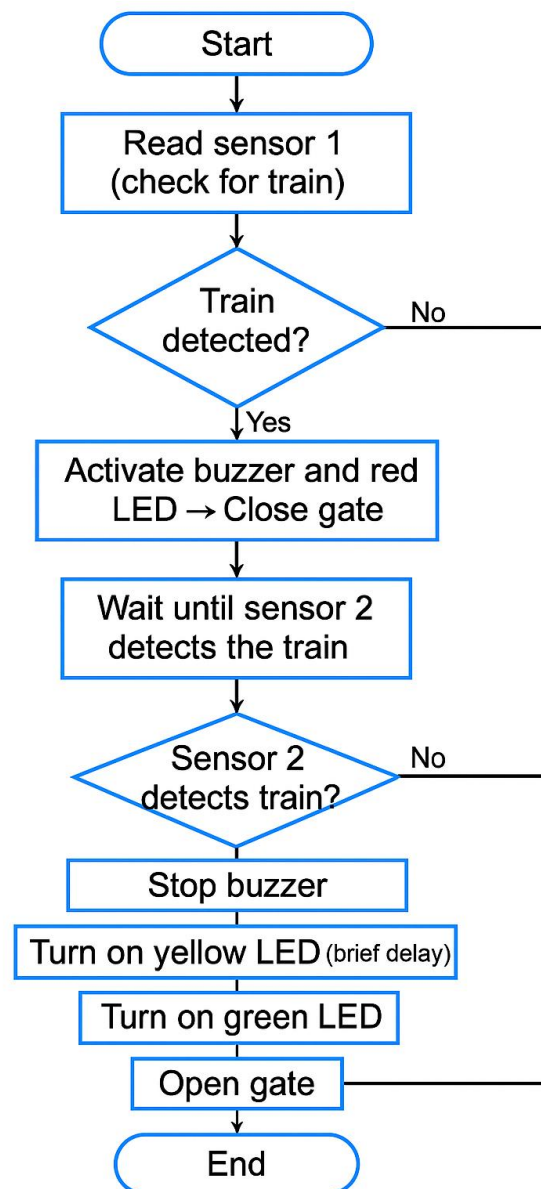 Start
Read sensor 1
(check for train)
Train
detected?
No
Yes
Activate buzzer and red
LED → Close gate
Wait until sensor 2
detects the train
Sensor 2
detects train?
No
Stop buzzer
Turn on yellow LED (brief delay)
Turn on green LED
Open gate
End